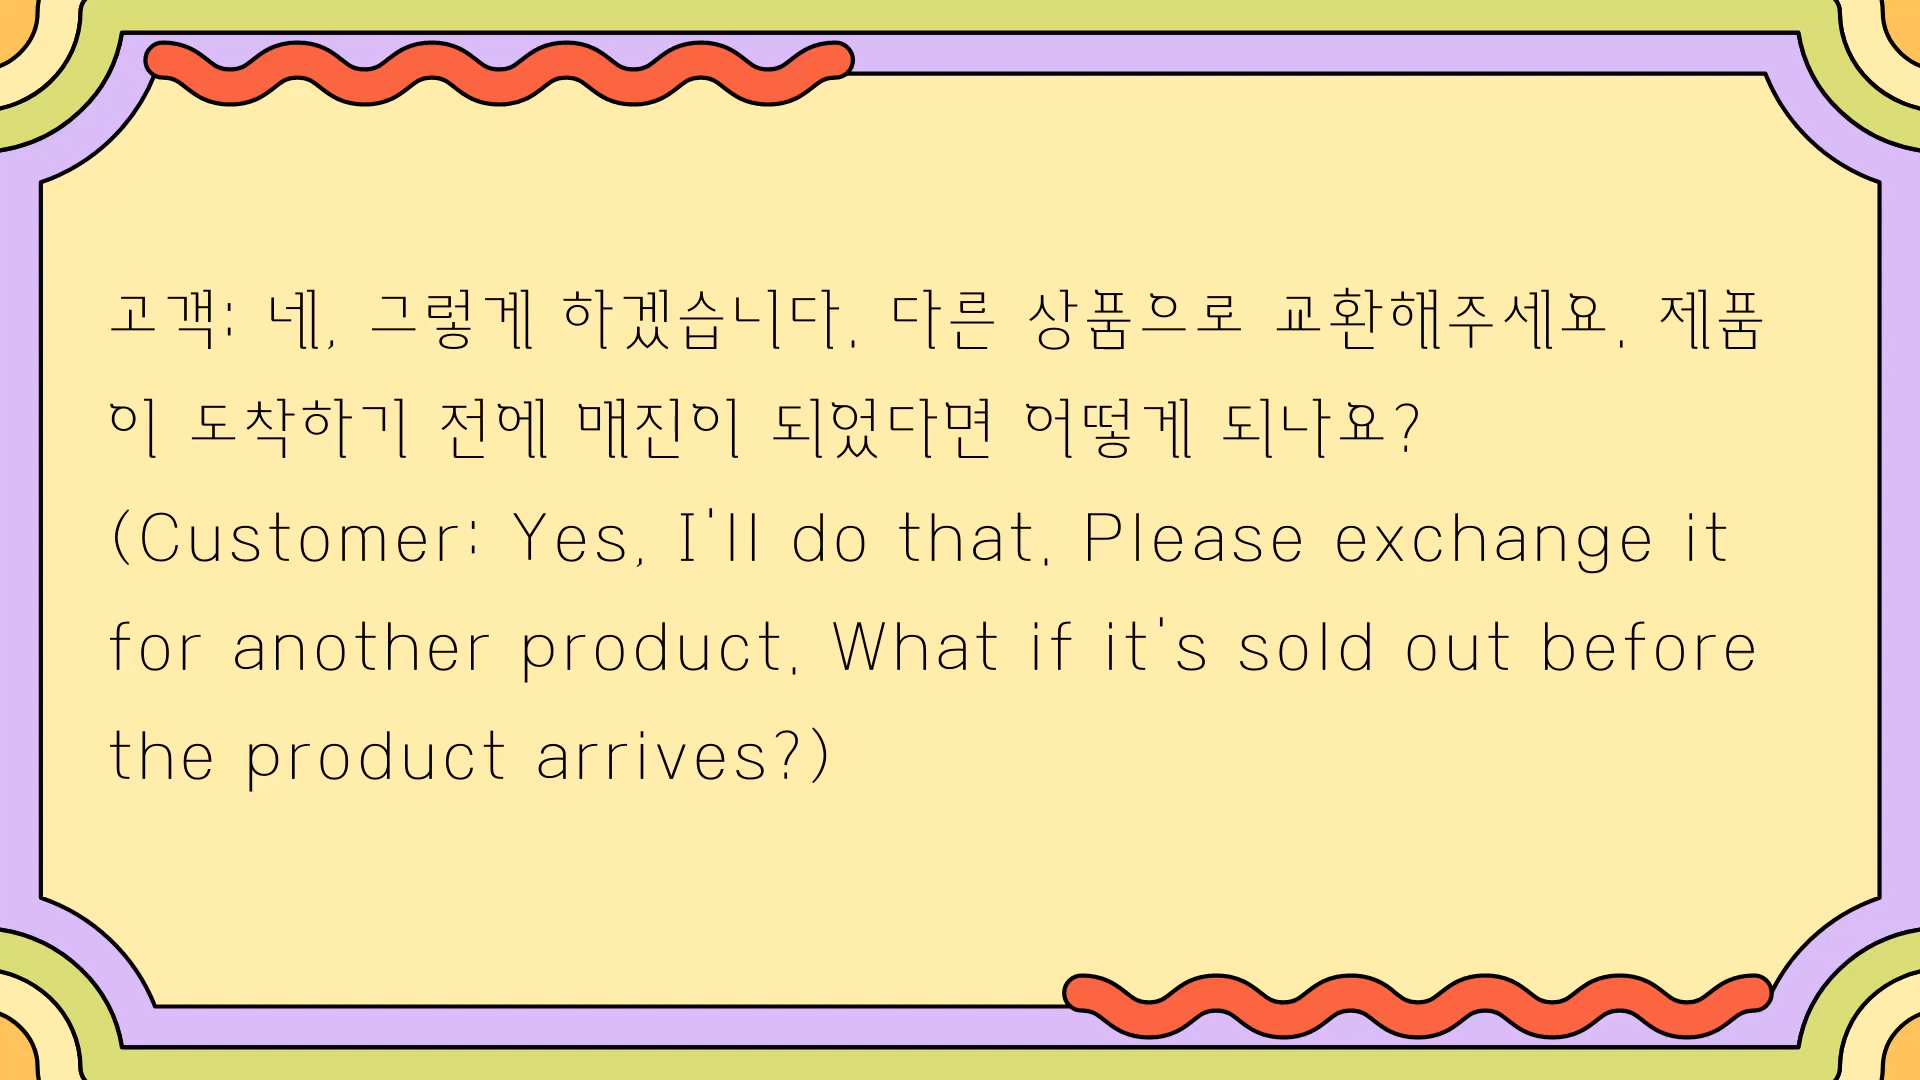 고객: 네, 그렇게 하겠습니다. 다른 상품으로 교환해주세요. 제품
이 도착하기 전에 매진이 되었다면 어떻게 되나요?
(Customer: Yes, I'll do that. Please exchange it
for another product. What if it's sold out before
the product arrives?)